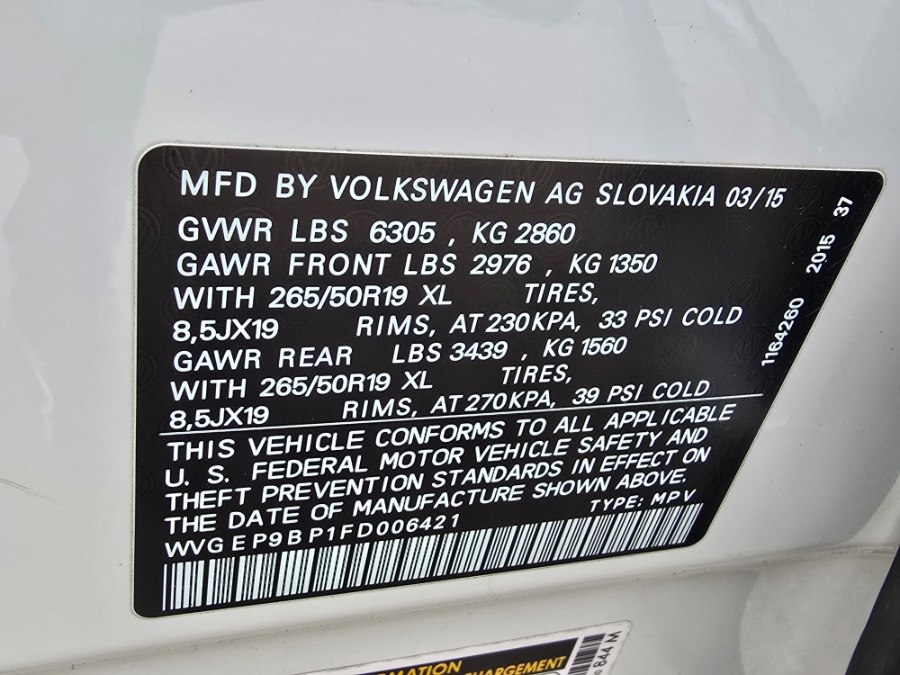 MFD BY VOLKSWAGEN AG SLOVAKIA 03/15
GVWR LBS 6305 , KG 2860
GAWR FRONT LBS 2976 , KG 1350
WITH 265/50R19 XL TIRES,
8,5JX19 RIMS, AT 230KPA, 33 PSI COLD
GAWR REAR LBS 3439 , KG 1560
WITH 265/50R19 XL TIRES,
8,5JX19 RIMS, AT 270KPA, 39 PSI COLD
THIS VEHICLE CONFORMS TO ALL APPLICABLE
U. S. FEDERAL MOTOR VEHICLE SAFETY AND
THEFT PREVENTION STANDARDS IN EFFECT ON
THE DATE OF MANUFACTURE SHOWN ABOVE.
WVGEP9BP1FD006421 TYPE: MPV
1164260 2015 37
CHARGEMENT
844 M